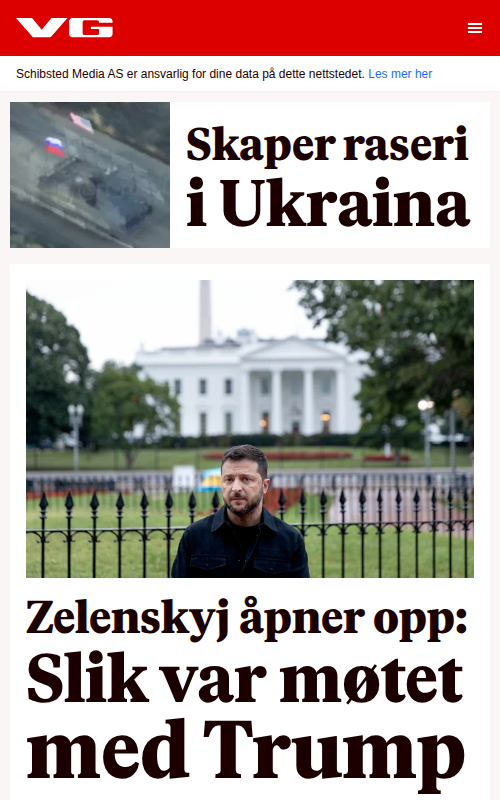 VG
Schibsted Media AS er ansvarlig for dine data på dette nettstedet. Les mer her
Skaper raseri
i Ukraina
Zelenskyj åpner opp:
Slik var møtet
med Trump